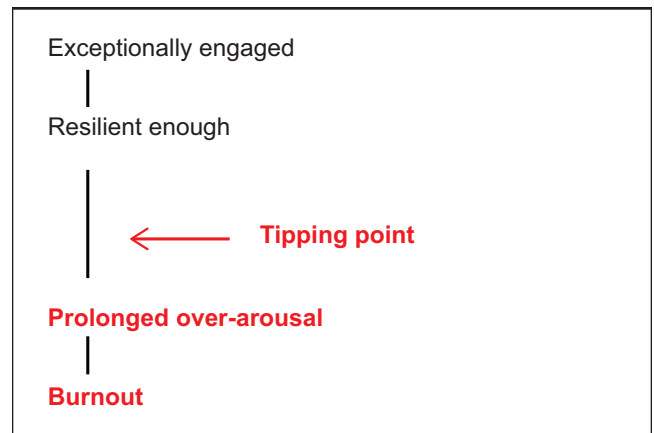 Exceptionally engaged
Resilient enough
Tipping point
Prolonged over-arousal
Burnout